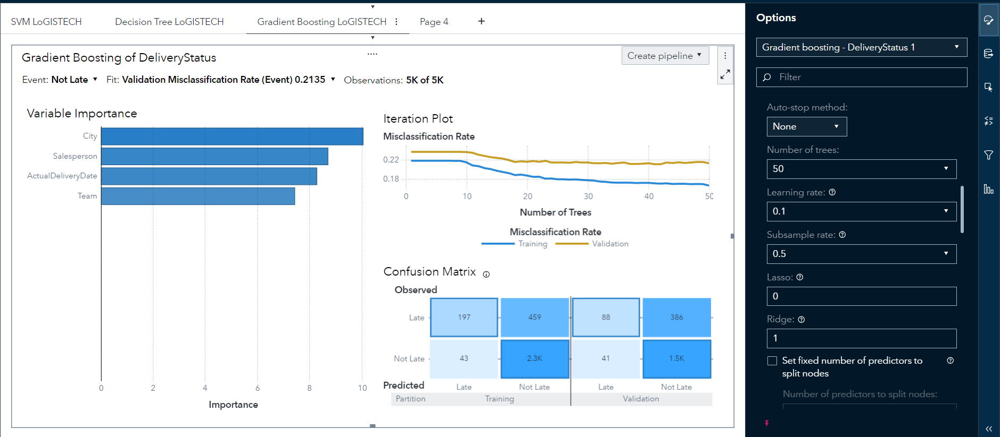 SVM LoGISTECH
Decision Tree LoGISTECH
Gradient Boosting LoGISTECH
Page 4
Gradient Boosting of DeliveryStatus
Create pipeline
Event: Not Late
Fit: Validation Misclassification Rate (Event) 0.2135
Observations: 5K of 5K
Variable Importance
City
Salesperson
ActualDeliveryDate
Team
0 2 4 6 8 10
Importance
Iteration Plot
Misclassification Rate
0.22
0.18
0 10 20 30 40 50
Number of Trees
Misclassification Rate
Training Validation
Confusion Matrix
Observed
Late 197 459 88 386
Not Late 43 2.3K 41 1.5K
Predicted Late Not Late Late Not Late
Partition Training Validation
Options
Gradient boosting - DeliveryStatus 1
Filter
Auto-stop method:
None
Number of trees:
50
Learning rate:
0.1
Subsample rate:
0.5
Lasso:
0
Ridge:
1
Set fixed number of predictors to
split nodes
Number of predictors to split nodes: